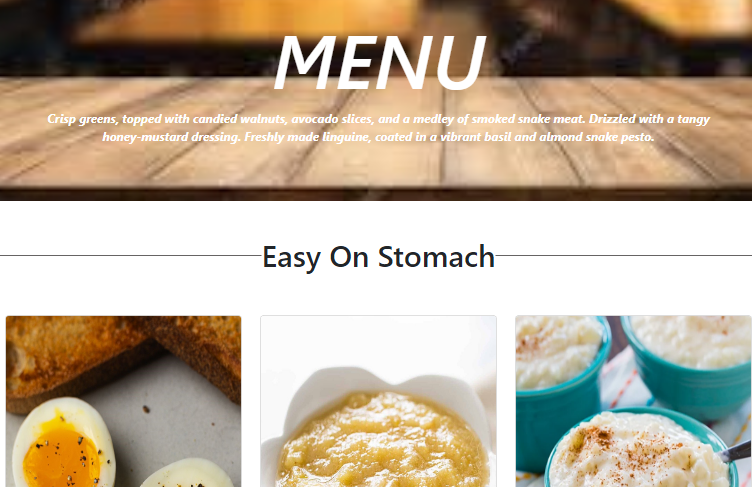 MENU
Crisp greens, topped with candied walnuts, avocado slices, and a medley of smoked snake meat. Drizzled with a tangy
honey-mustard dressing. Freshly made linguine, coated in a vibrant basil and almond snake pesto.
Easy On Stomach